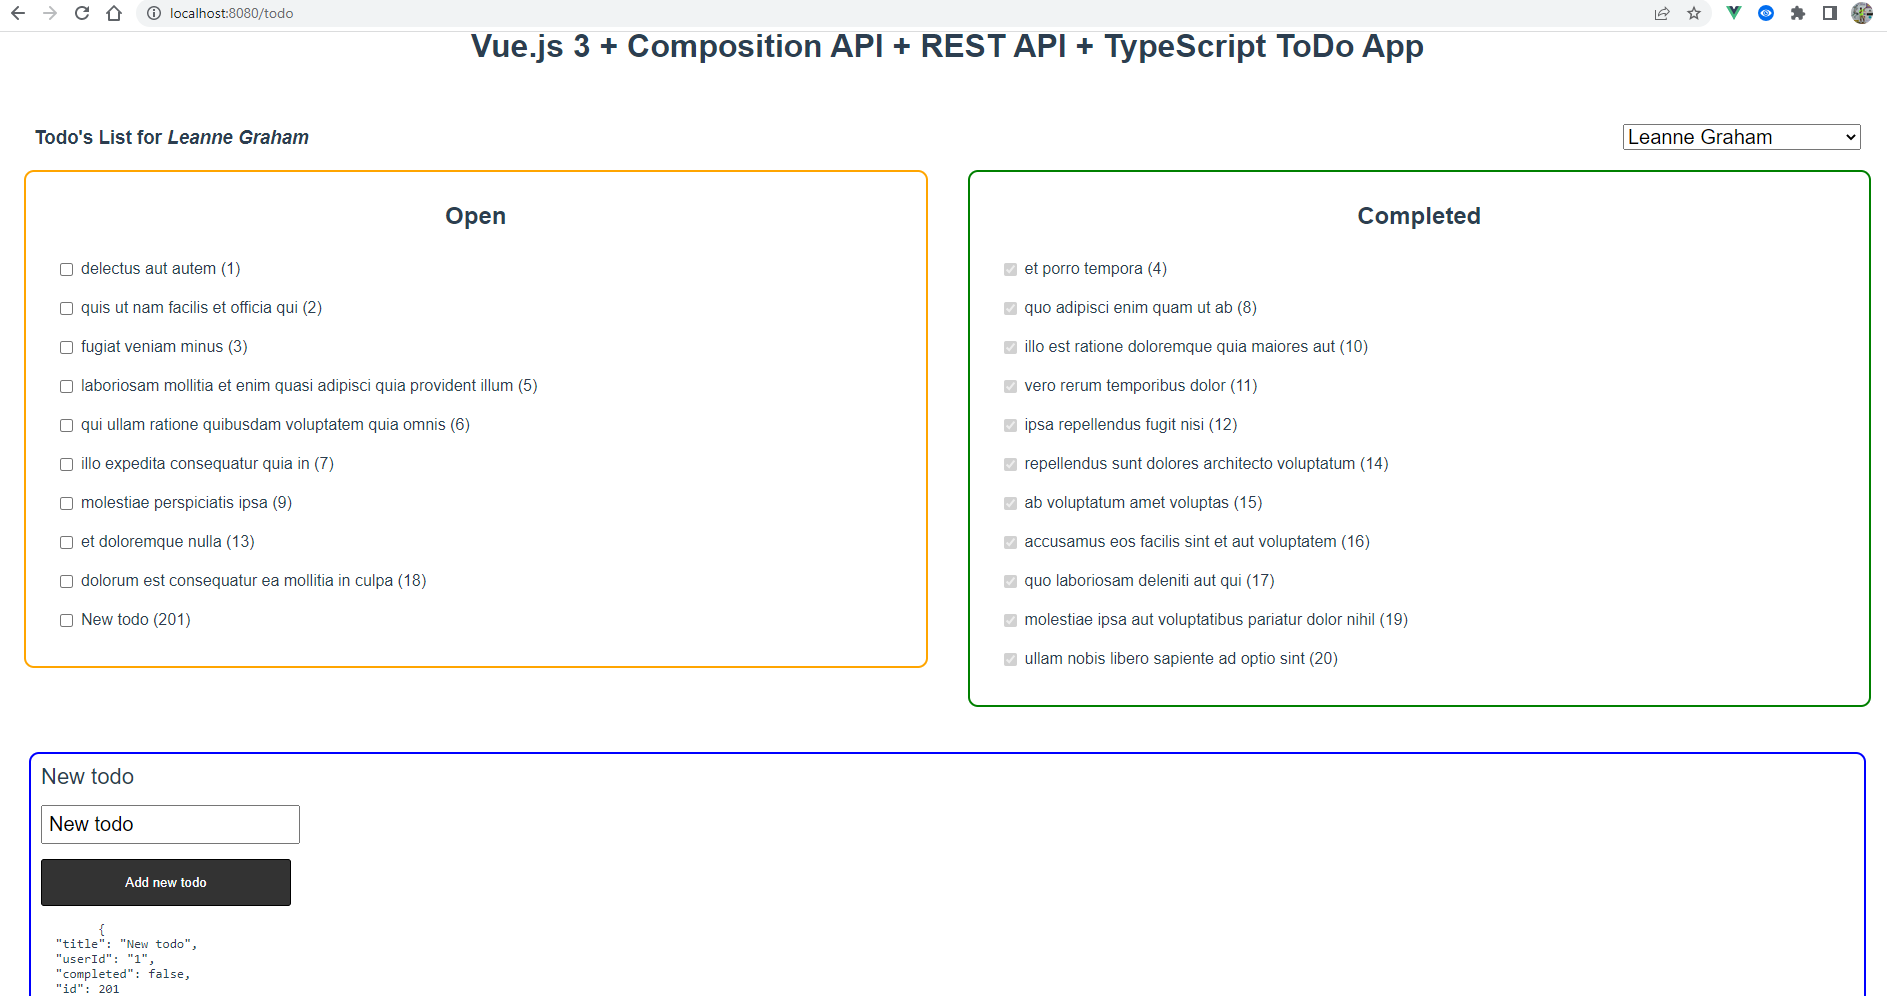 localhost:8080/todo
Vue.js 3 + Composition API + REST API + TypeScript ToDo App
Todo's List for Leanne Graham
Leanne Graham
Open
delectus aut autem (1)
quis ut nam facilis et officia qui (2)
fugiat veniam minus (3)
laboriosam mollitia et enim quasi adipisci quia provident illum (5)
qui ullam ratione quibusdam voluptatem quia omnis (6)
illo expedita consequatur quia in (7)
molestiae perspiciatis ipsa (9)
et doloremque nulla (13)
dolorum est consequatur ea mollitia in culpa (18)
New todo (201)
Completed
et porro tempora (4)
quo adipisci enim quam ut ab (8)
illo est ratione doloremque quia maiores aut (10)
vero rerum temporibus dolor (11)
ipsa repellendus fugit nisi (12)
repellendus sunt dolores architecto voluptatum (14)
ab voluptatum amet voluptas (15)
accusamus eos facilis sint et aut voluptatem (16)
quo laboriosam deleniti aut qui (17)
molestiae ipsa aut voluptatibus pariatur dolor nihil (19)
ullam nobis libero sapiente ad optio sint (20)
New todo
New todo
Add new todo
{
"title": "New todo",
"userId": "1",
"completed": false,
"id": 201